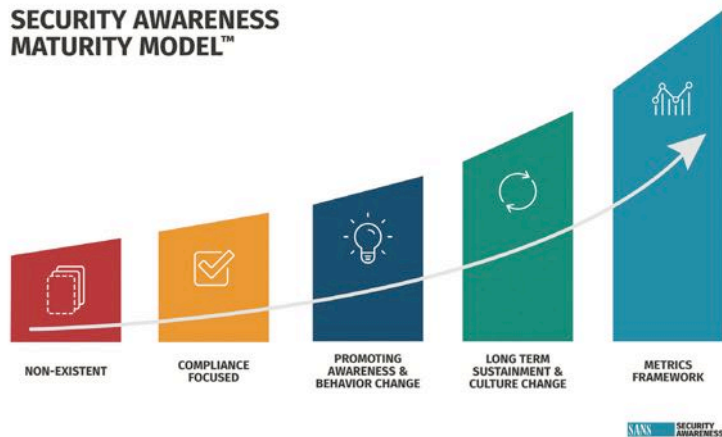 SECURITY AWARENESS
MATURITY MODEL™
NON-EXISTENT
COMPLIANCE
FOCUSED
PROMOTING
AWARENESS &
BEHAVIOR CHANGE
LONG TERM
SUSTAINMENT &
CULTURE CHANGE
METRICS
FRAMEWORK
SANS
SECURITY
AWARENESS